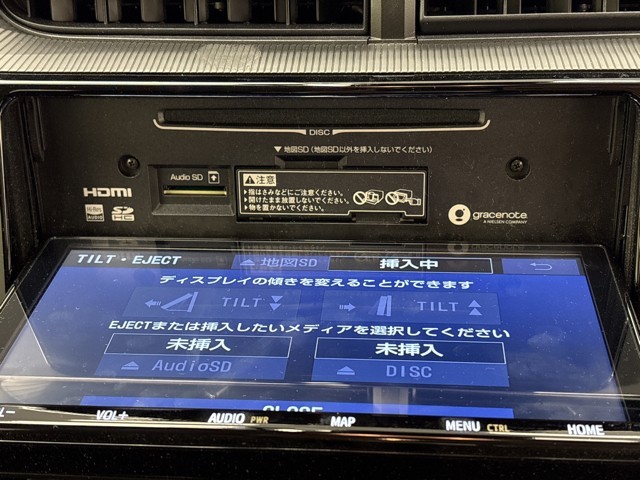 DISC
▼地図SD (地図SD以外を挿入しないでください)
Audio SD
⚠注意
▶指はさみなどにご注意ください。
▶開けたまま放置しないでください。
▶物を置かないでください。
HDMI
Hi-Res
AUDIO
SD
HC
gracenote.
A NIELSEN COMPANY
TILT・EJECT
地図SD
挿入中
ディスプレイの傾きを変えることができます
TILT
TILT
EJECTまたは挿入したいメディアを選択してください
未挿入
未挿入
AudioSD
DISC
CLOSE
VOL+
AUDIO PWR
MAP
MENU CTRL
HOME